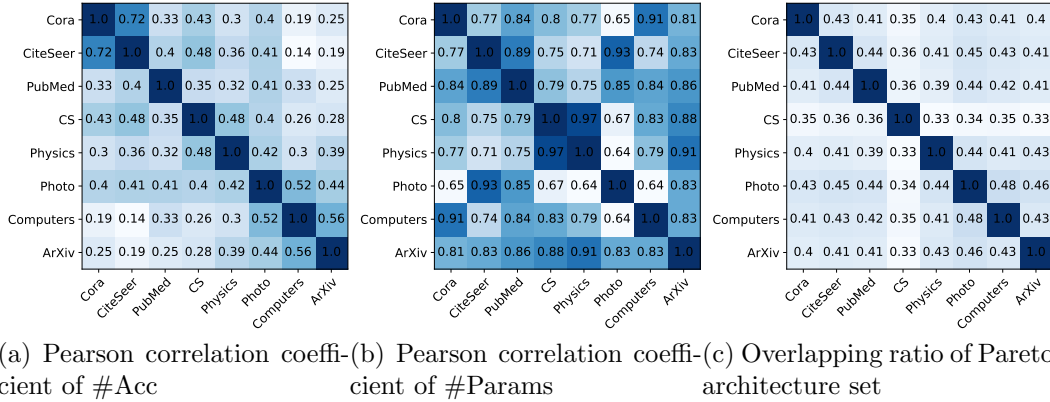 Cora 1.0 0.72 0.33 0.43 0.3 0.4 0.19 0.25
CiteSeer 0.72 1.0 0.4 0.48 0.36 0.41 0.14 0.19
PubMed 0.33 0.4 1.0 0.35 0.32 0.41 0.33 0.25
CS 0.43 0.48 0.35 1.0 0.48 0.4 0.26 0.28
Physics 0.3 0.36 0.32 0.48 1.0 0.42 0.3 0.39
Photo 0.4 0.41 0.41 0.4 0.42 1.0 0.52 0.44
Computers 0.19 0.14 0.33 0.26 0.3 0.52 1.0 0.56
ArXiv 0.25 0.19 0.25 0.28 0.39 0.44 0.56 1.0
Cora CiteSeer PubMed CS Physics Photo Computers ArXiv
(a) Pearson correlation coeffi-
cient of #Acc
Cora 1.0 0.77 0.84 0.8 0.77 0.65 0.91 0.81
CiteSeer 0.77 1.0 0.89 0.75 0.71 0.93 0.74 0.83
PubMed 0.84 0.89 1.0 0.79 0.75 0.85 0.84 0.86
CS 0.8 0.75 0.79 1.0 0.97 0.67 0.83 0.88
Physics 0.77 0.71 0.75 0.97 1.0 0.64 0.79 0.91
Photo 0.65 0.93 0.85 0.67 0.64 1.0 0.64 0.83
Computers 0.91 0.74 0.84 0.83 0.79 0.64 1.0 0.83
ArXiv 0.81 0.83 0.86 0.88 0.91 0.83 0.83 1.0
Cora CiteSeer PubMed CS Physics Photo Computers ArXiv
(b) Pearson correlation coeffi-
cient of #Params
Cora 1.0 0.43 0.41 0.35 0.4 0.43 0.41 0.4
CiteSeer 0.43 1.0 0.44 0.36 0.41 0.45 0.43 0.41
PubMed 0.41 0.44 1.0 0.36 0.39 0.44 0.42 0.41
CS 0.35 0.36 0.36 1.0 0.33 0.34 0.35 0.33
Physics 0.4 0.41 0.39 0.33 1.0 0.44 0.41 0.43
Photo 0.43 0.45 0.44 0.34 0.44 1.0 0.48 0.46
Computers 0.41 0.43 0.42 0.35 0.41 0.48 1.0 0.43
ArXiv 0.4 0.41 0.41 0.33 0.43 0.46 0.43 1.0
Cora CiteSeer PubMed CS Physics Photo Computers ArXiv
(c) Overlapping ratio of Pareto
architecture set